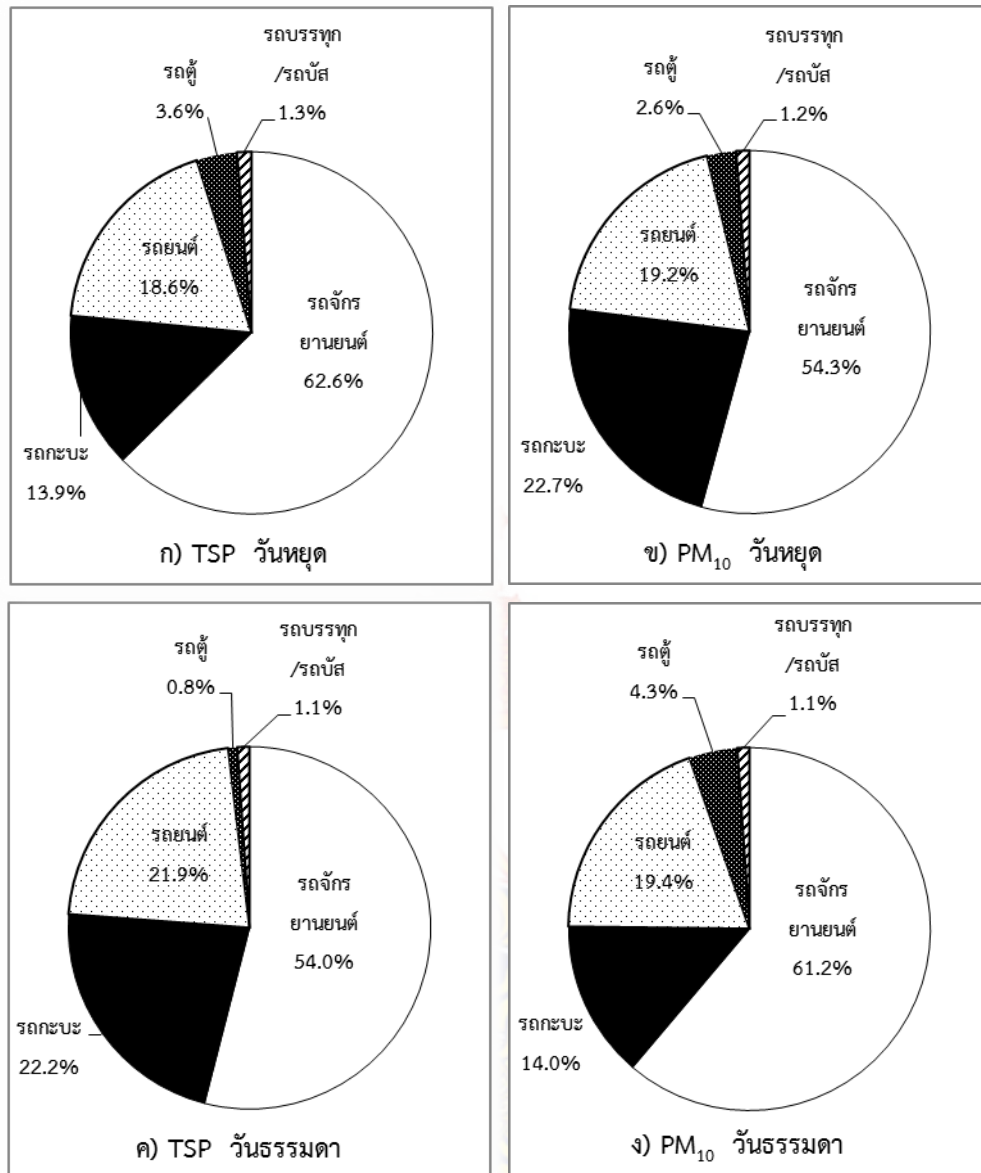 รถบรรทุก
/รถบัส
1.3%
รถตู้
3.6%
รถยนต์
18.6%
รถจักร
ยานยนต์
62.6%
รถกะบะ
13.9%
ก) TSP วันหยุด
รถบรรทุก
/รถบัส
1.2%
รถตู้
2.6%
รถยนต์
19.2%
รถจักร
ยานยนต์
54.3%
รถกะบะ
22.7%
ข) PM₁₀ วันหยุด
รถบรรทุก
/รถบัส
1.1%
รถตู้
0.8%
รถยนต์
21.9%
รถจักร
ยานยนต์
54.0%
รถกะบะ
22.2%
ค) TSP วันธรรมดา
รถบรรทุก
/รถบัส
1.1%
รถตู้
4.3%
รถยนต์
19.4%
รถจักร
ยานยนต์
61.2%
รถกะบะ
14.0%
ง) PM₁₀ วันธรรมดา